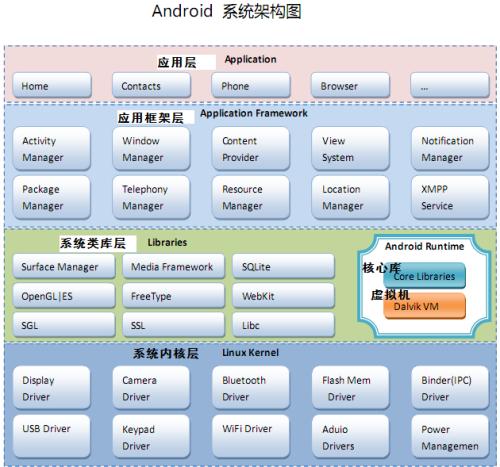 Android 系统架构图
应用层 Application
Home Contacts Phone Browser ...
应用框架层 Application Framework
Activity Window Content View Notification
Manager Manager Provider System Manager
Package Telephony Resource Location XMPP
Manager Manager Manager Manager Service
系统类库层 Libraries
Android Runtime
Surface Manager Media Framework SQLite
核心库 Core Libraries
OpenGL|ES FreeType WebKit
虚拟机 Dalvik VM
SGL SSL Libc
系统内核层 Linux Kernel
Display Camera Bluetooth Flash Mem Binder(IPC)
Driver Driver Driver Driver Driver
USB Driver Keypad WiFi Driver Aduio Power
Driver Drivers Managemen